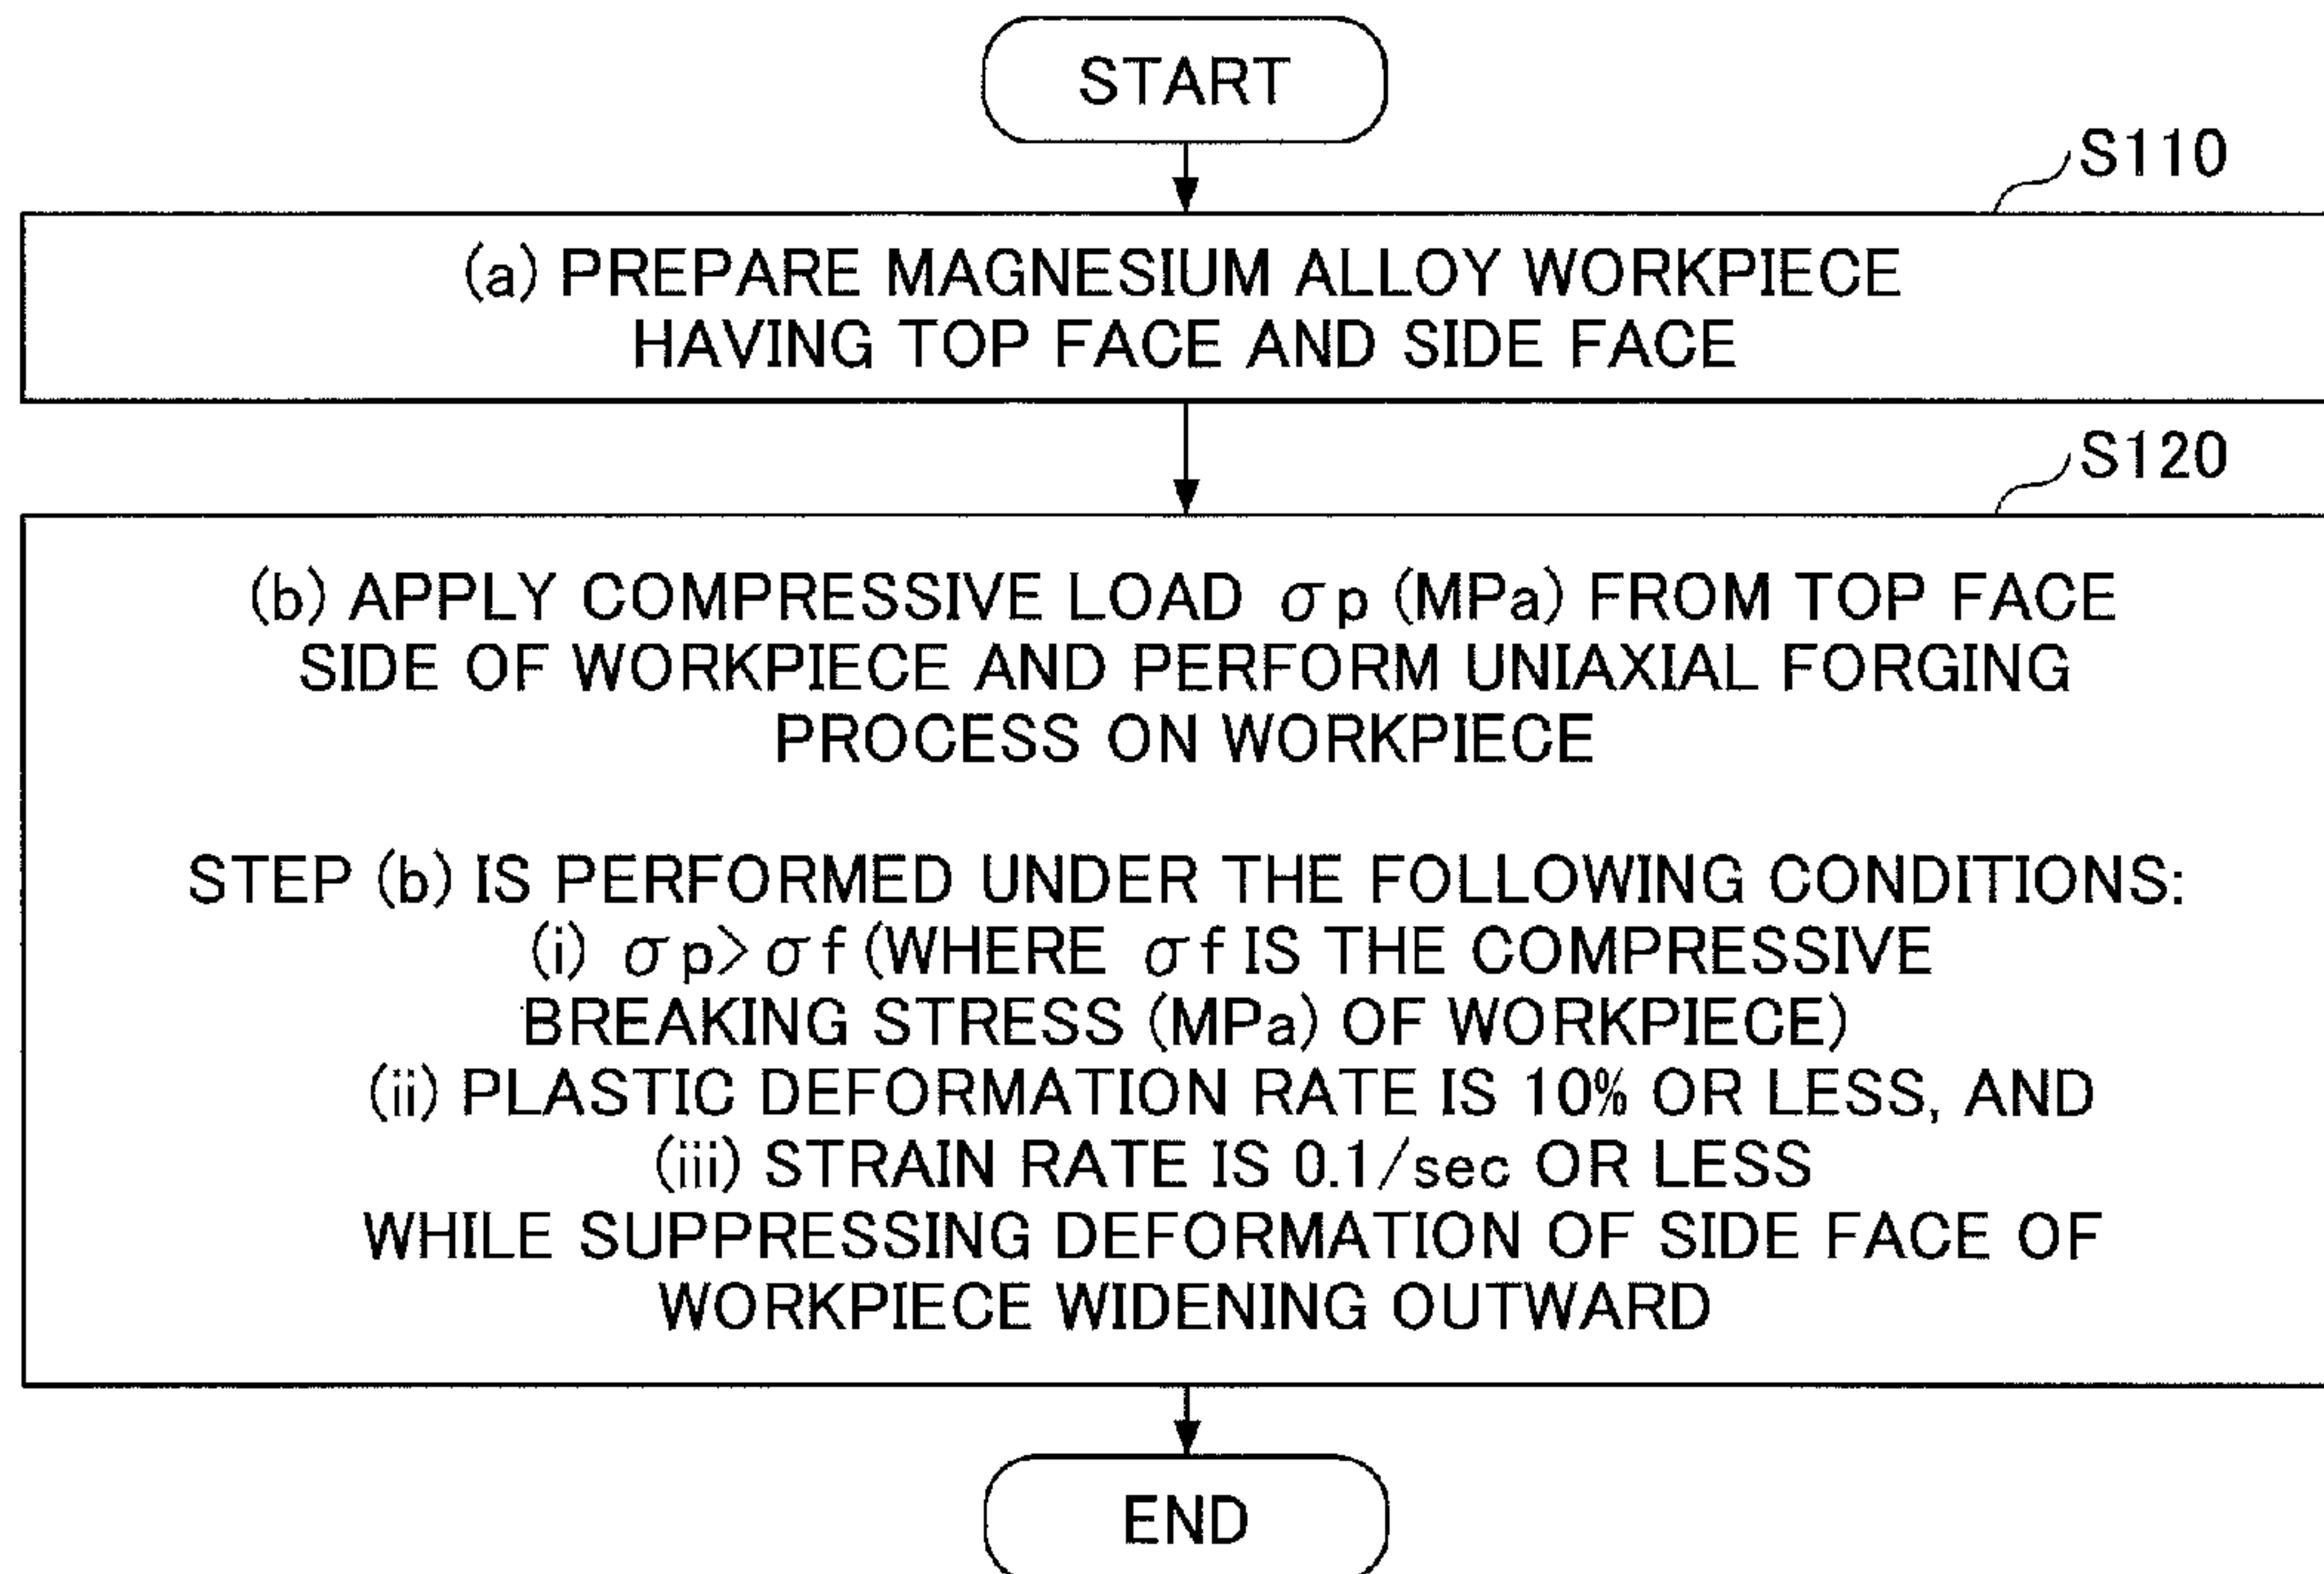 START
S110
(a) PREPARE MAGNESIUM ALLOY WORKPIECE
HAVING TOP FACE AND SIDE FACE
S120
(b) APPLY COMPRESSIVE LOAD σp (MPa) FROM TOP FACE
SIDE OF WORKPIECE AND PERFORM UNIAXIAL FORGING
PROCESS ON WORKPIECE
STEP (b) IS PERFORMED UNDER THE FOLLOWING CONDITIONS:
(i) σp>σf (WHERE σf IS THE COMPRESSIVE
BREAKING STRESS (MPa) OF WORKPIECE)
(ii) PLASTIC DEFORMATION RATE IS 10% OR LESS, AND
(iii) STRAIN RATE IS 0.1/sec OR LESS
WHILE SUPPRESSING DEFORMATION OF SIDE FACE OF
WORKPIECE WIDENING OUTWARD
END